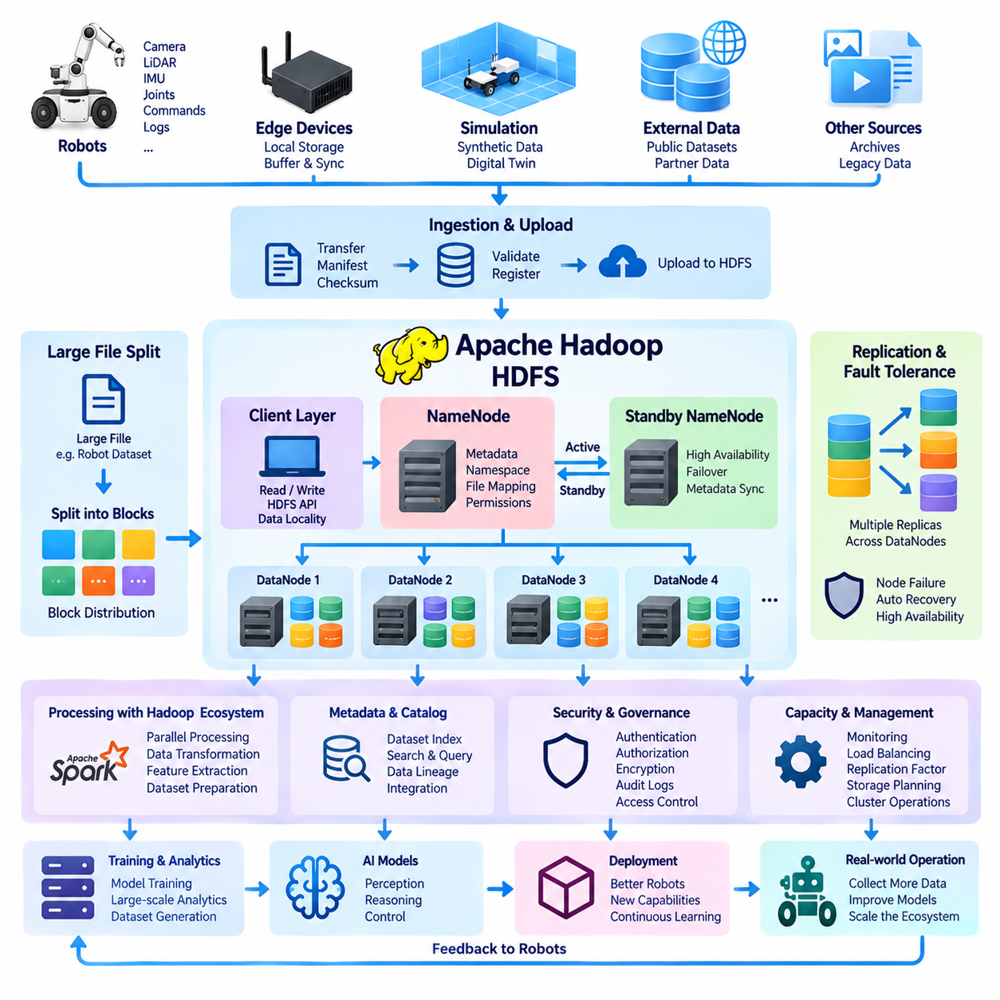 Camera
LiDAR
IMU
Joints
Commands
Logs
...
Robots
Edge Devices
Local Storage
Buffer & Sync
Simulation
Synthetic Data
Digital Twin
External Data
Public Datasets
Partner Data
Other Sources
Archives
Legacy Data
Ingestion & Upload
Transfer
Manifest
Checksum
Validate
Register
Upload to HDFS
Large File Split
Large Fille
e.g. Robot Dataset
Split into Blocks
Block Distribution
Apache Hadoop
HDFS
Client Layer
Read / Write
HDFS API
Data Locality
NameNode
Metadata
Namespace
File Mapping
Permissions
Active
Standby
Standby NameNode
High Availability
Failover
Metadata Sync
DataNode 1
DataNode 2
DataNode 3
DataNode 4
...
Replication &
Fault Tolerance
Multiple Replicas
Across DataNodes
Node Failure
Auto Recovery
High Availability
Processing with Hadoop Ecosystem
Apache
Spark
Parallel Processing
Data Transformation
Feature Extraction
Dataset Preparation
Metadata & Catalog
Dataset Index
Search & Query
Data Lineage
Integration
Security & Governance
Authentication
Authorization
Encryption
Audit Logs
Access Control
Capacity & Management
Monitoring
Load Balancing
Replication Factor
Storage Planning
Cluster Operations
Training & Analytics
Model Training
Large-scale Analytics
Dataset Generation
AI Models
Perception
Reasoning
Control
Deployment
Better Robots
New Capabilities
Continuous Learning
Real-world Operation
Collect More Data
Improve Models
Scale the Ecosystem
Feedback to Robots